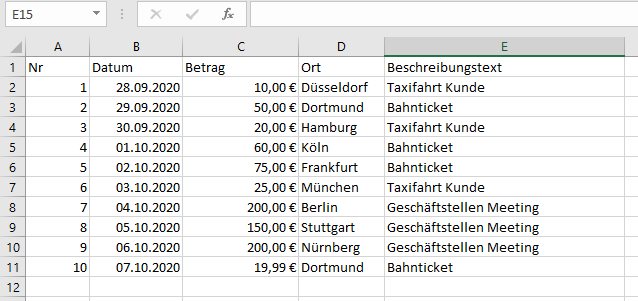 E15 fx
A B C D E
1 Nr Datum Betrag Ort Beschreibungstext
2 1 28.09.2020 10,00 € Düsseldorf Taxifahrt Kunde
3 2 29.09.2020 50,00 € Dortmund Bahnticket
4 3 30.09.2020 20,00 € Hamburg Taxifahrt Kunde
5 4 01.10.2020 60,00 € Köln Bahnticket
6 5 02.10.2020 75,00 € Frankfurt Bahnticket
7 6 03.10.2020 25,00 € München Taxifahrt Kunde
8 7 04.10.2020 200,00 € Berlin Geschäftstellen Meeting
9 8 05.10.2020 150,00 € Stuttgart Geschäftstellen Meeting
10 9 06.10.2020 200,00 € Nürnberg Geschäftstellen Meeting
11 10 07.10.2020 19,99 € Dortmund Bahnticket
12